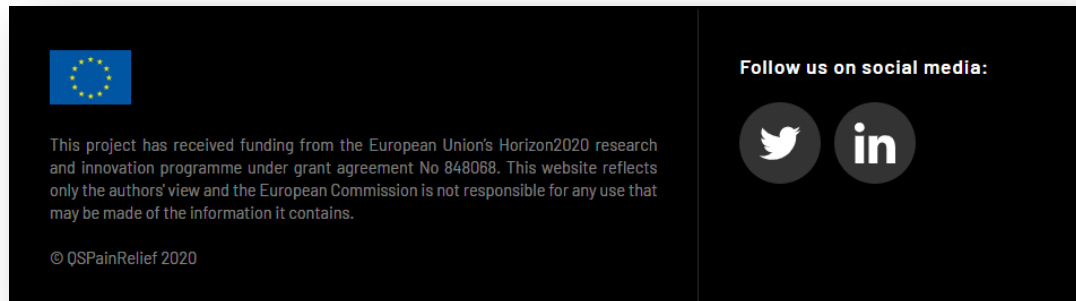 This project has received funding from the European Union's Horizon2020 research
and innovation programme under grant agreement No 848068. This website reflects
only the authors' view and the European Commission is not responsible for any use that
may be made of the information it contains.
© QSPainRelief 2020
Follow us on social media:
in